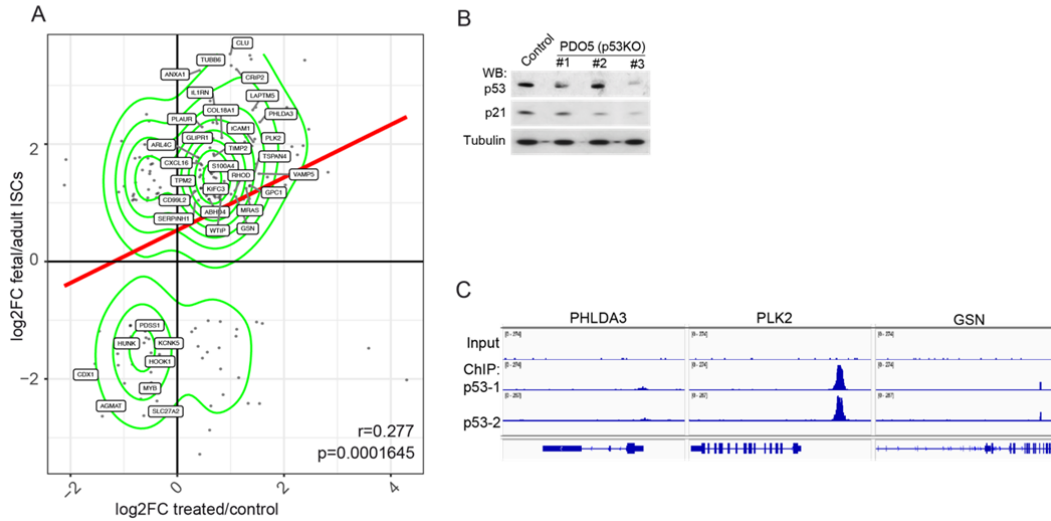 A
CLU
TUBB6
ANXA1
CRIP2
IL1RN
LAPTM5
COL18A1
PHLDA3
PLAUR
ICAM1
GLIPR1
PLK2
ARL4C
TIMP2
TSPAN4
CXCL16
S100A4
RHOD
VAMP5
TPM2
KIFC3
GPC1
CD99L2
ABHD4
MRAS
SERPINH1
WTIP
GSN
PDSS1
HUNK
KCNK5
HOOK1
CDX1
MYB
AGMAT
SLC27A2
2
0
−2
log2FC fetal/adult ISCs
r=0.277
p=0.0001645
−2 0 2 4
log2FC treated/control
B
Control
PDO5 (p53KO)
#1 #2 #3
WB:
p53
p21
Tubulin
C
PHLDA3 PLK2 GSN
Input
ChIP:
p53-1
p53-2